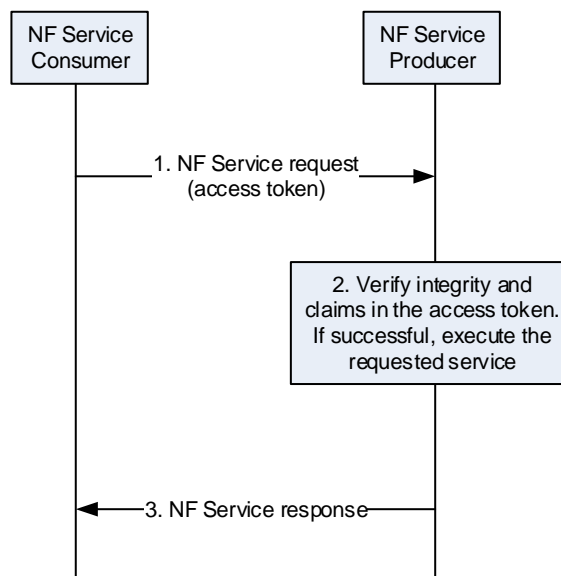 NF Service
Consumer
NF Service
Producer
1. NF Service request
(access token)
2. Verify integrity and
claims in the access token.
If successful, execute the
requested service
3. NF Service response